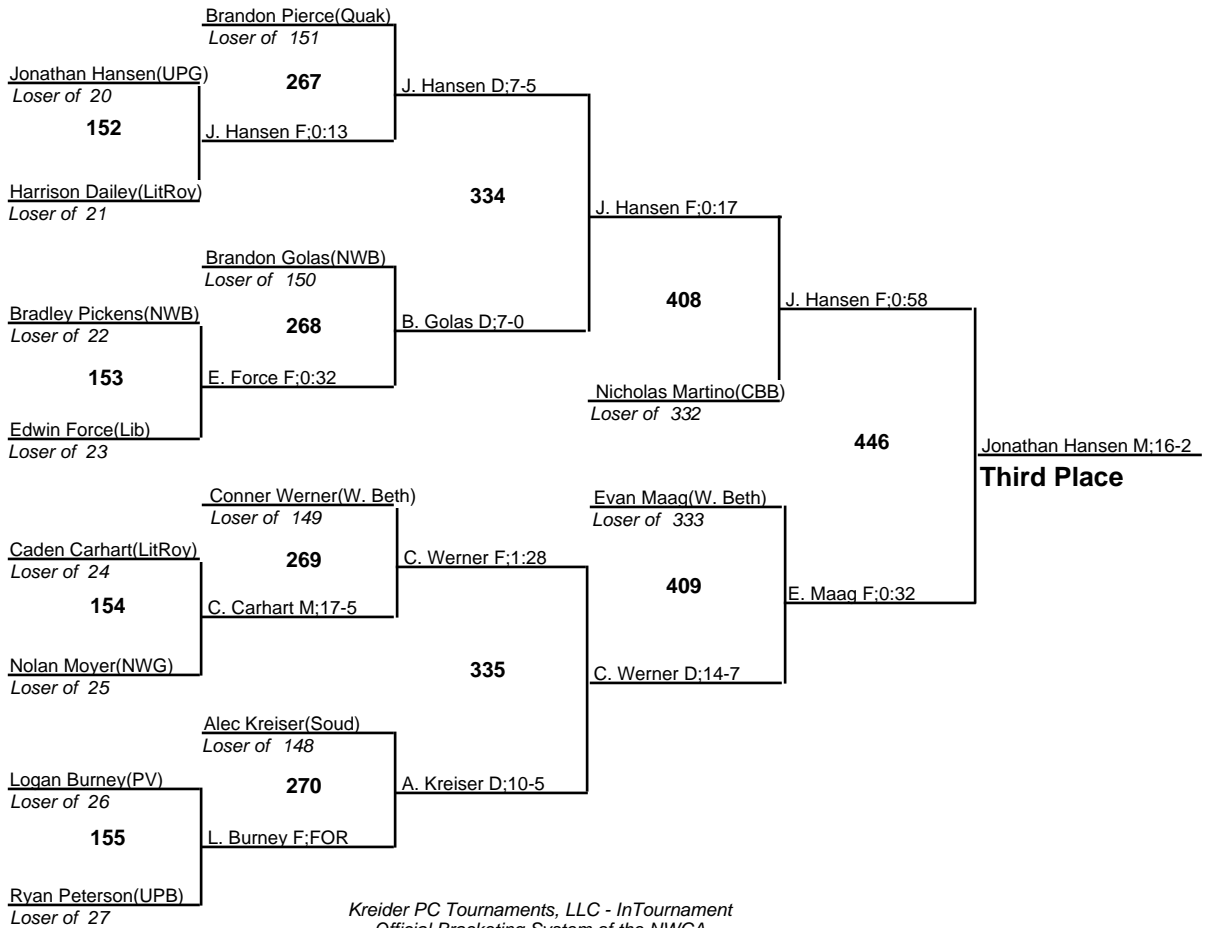 Brandon Pierce(Quak)
Loser of 151
Jonathan Hansen(UPG)
Loser of 20
267
J. Hansen D;7-5
152
J. Hansen F;0:13
Harrison Dailey(LitRoy)
Loser of 21
334
J. Hansen F;0:17
Brandon Golas(NWB)
Loser of 150
Bradley Pickens(NWB)
Loser of 22
268
B. Golas D;7-0
408
J. Hansen F;0:58
153
E. Force F;0:32
Nicholas Martino(CBB)
Loser of 332
Edwin Force(Lib)
Loser of 23
446
Jonathan Hansen M;16-2
Third Place
Conner Werner(W. Beth)
Loser of 149
Evan Maag(W. Beth)
Loser of 333
Caden Carhart(LitRoy)
Loser of 24
269
C. Werner F;1:28
409
154
C. Carhart M;17-5
E. Maag F;0:32
Nolan Moyer(NWG)
Loser of 25
335
C. Werner D;14-7
Alec Kreiser(Soud)
Loser of 148
Logan Burney(PV)
Loser of 26
270
A. Kreiser D;10-5
155
L. Burney F;FOR
Ryan Peterson(UPB)
Loser of 27
Kreider PC Tournaments, LLC - InTournament
Official Bracketing System of the NWCA